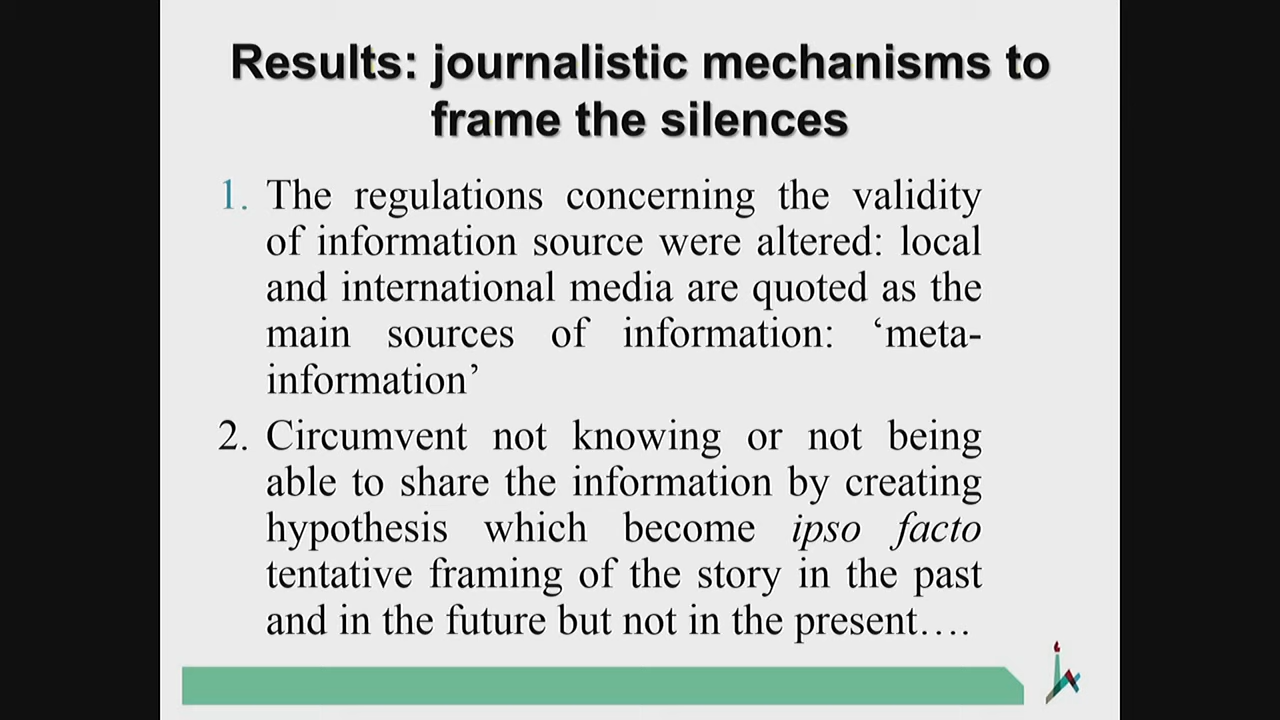 Results: journalistic mechanisms to
frame the silences
1. The regulations concerning the validity
of information source were altered: local
and international media are quoted as the
main sources of information: ‘meta-
information’
2. Circumvent not knowing or not being
able to share the information by creating
hypothesis which become ipso facto
tentative framing of the story in the past
and in the future but not in the present….